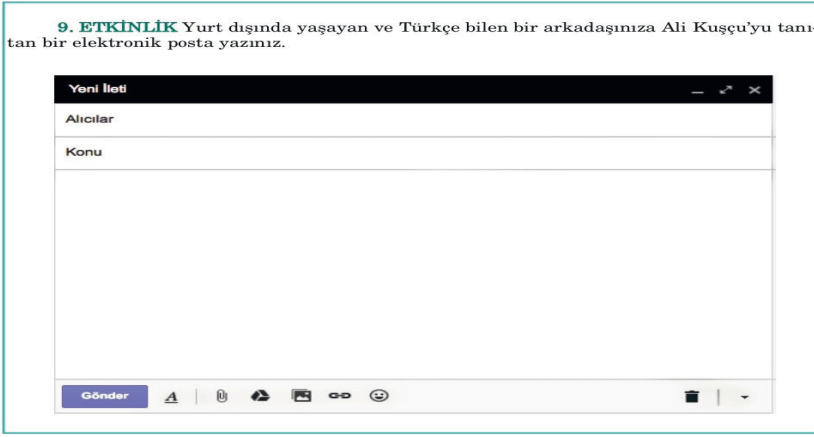 9. ETKİNLİK Yurt dışında yaşayan ve Türkçe bilen bir arkadaşınıza Ali Kuşçu’yu tanı-
tan bir elektronik posta yazınız.
Yeni İleti
Alıcılar
Konu
Gönder A